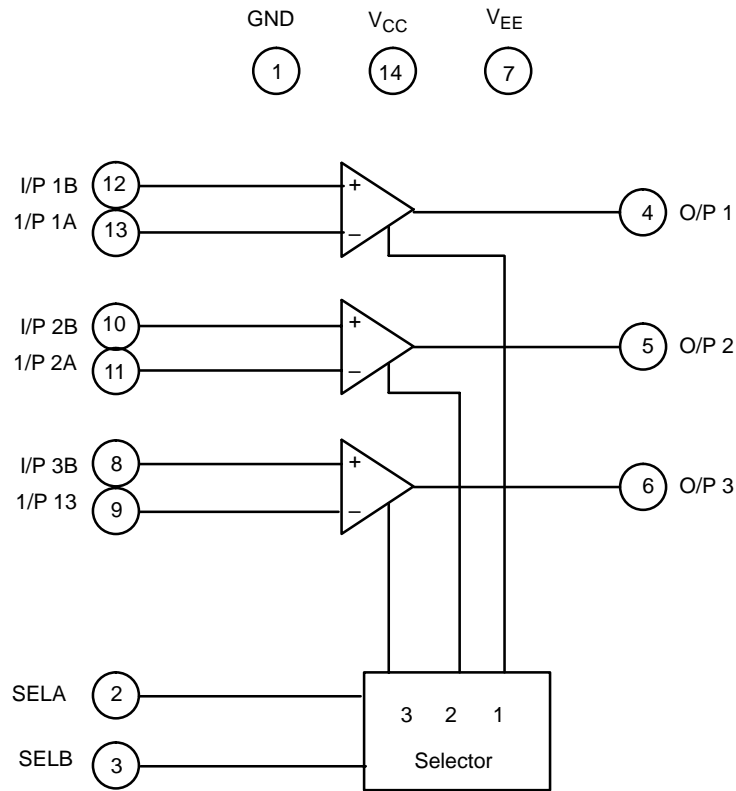 GND VCC VEE
1 14 7
I/P 1B 12 +
1/P 1A 13 –
4 O/P 1
I/P 2B 10 +
1/P 2A 11 –
5 O/P 2
I/P 3B 8 +
1/P 13 9 –
6 O/P 3
SELA 2
3 2 1
SELB 3
Selector